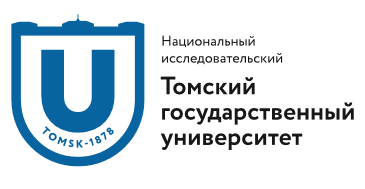 U
TOMSK-1878
Национальный
исследовательский
Томский
государственный
университет